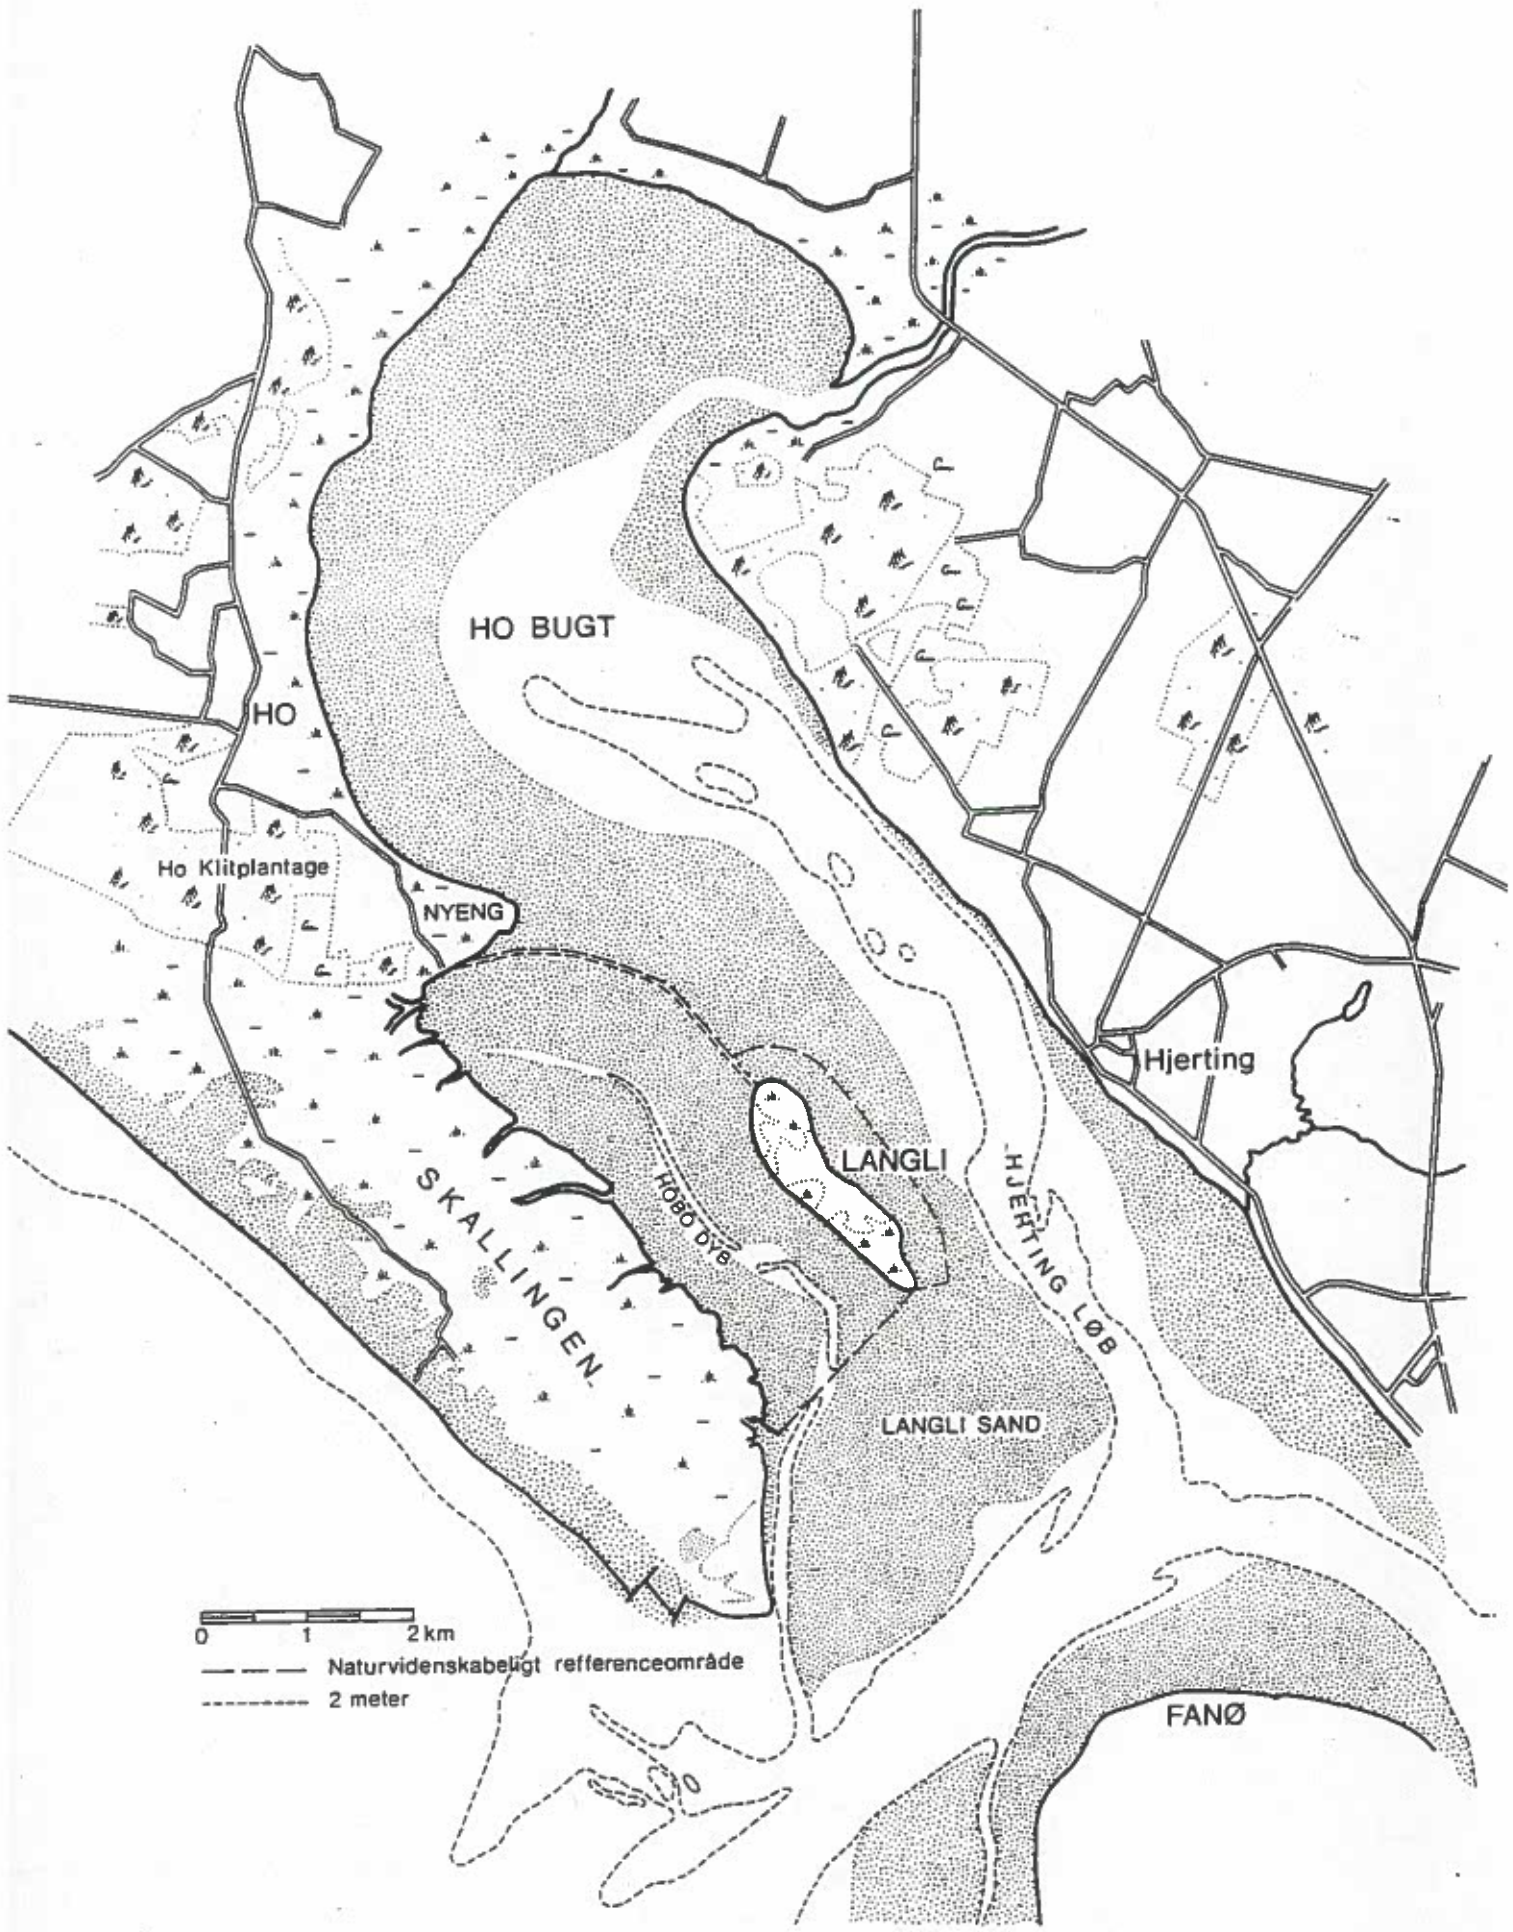 HO BUGT
HO
Ho Klitplantage
NYENG
Hjerting
LANGLI
HOBO DYB
SKALLINGEN
HJERTING LØB
LANGLI SAND
0 1 2 km
Naturvidenskabeligt refferenceområde
2 meter
FANØ